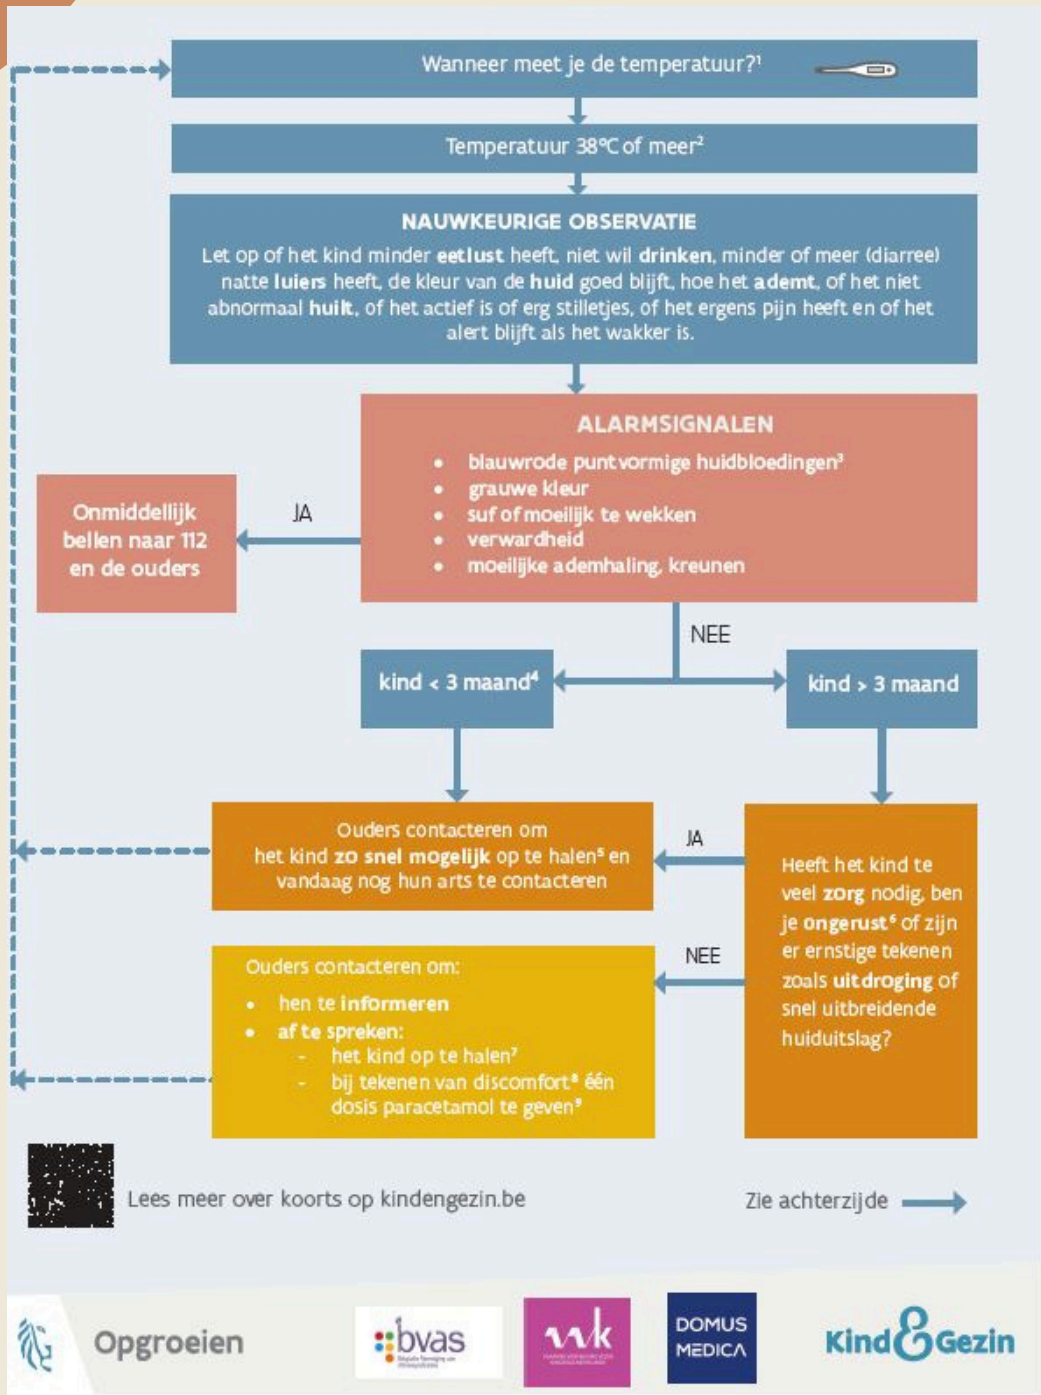 Wanneer meet je de temperatuur?¹
Temperatuur 38°C of meer²
NAUWKEURIGE OBSERVATIE
Let op of het kind minder eetlust heeft, niet wil drinken, minder of meer (diarree)
natte luiers heeft, de kleur van de huid goed blijft, hoe het ademt, of het niet
abnormaal huilt, of het actief is of erg stilletjes, of het ergens pijn heeft en of het
alert blijft als het wakker is.
ALARMSIGNALEN
• blauwrode puntvormige huidbloedingen³
• grauwe kleur
• suf of moeilijk te wekken
• verwardheid
• moeilijke ademhaling, kreunen
JA
Onmiddellijk
bellen naar 112
en de ouders
NEE
kind < 3 maand⁴
kind > 3 maand
Ouders contacteren om
het kind zo snel mogelijk op te halen⁵ en
vandaag nog hun arts te contacteren
JA
Heeft het kind te
veel zorg nodig, ben
je ongerust⁶ of zijn
er ernstige tekenen
zoals uitdroging of
snel uitbreidende
huiduitslag?
NEE
Ouders contacteren om:
• hen te informeren
• af te spreken:
- het kind op te halen⁷
- bij tekenen van discomfort⁸ één
dosis paracetamol te geven⁹
Lees meer over koorts op kindengezin.be
Zie achterzijde
Opgroeien
bvas
vvk
DOMUS
MEDICA
Kind & Gezin